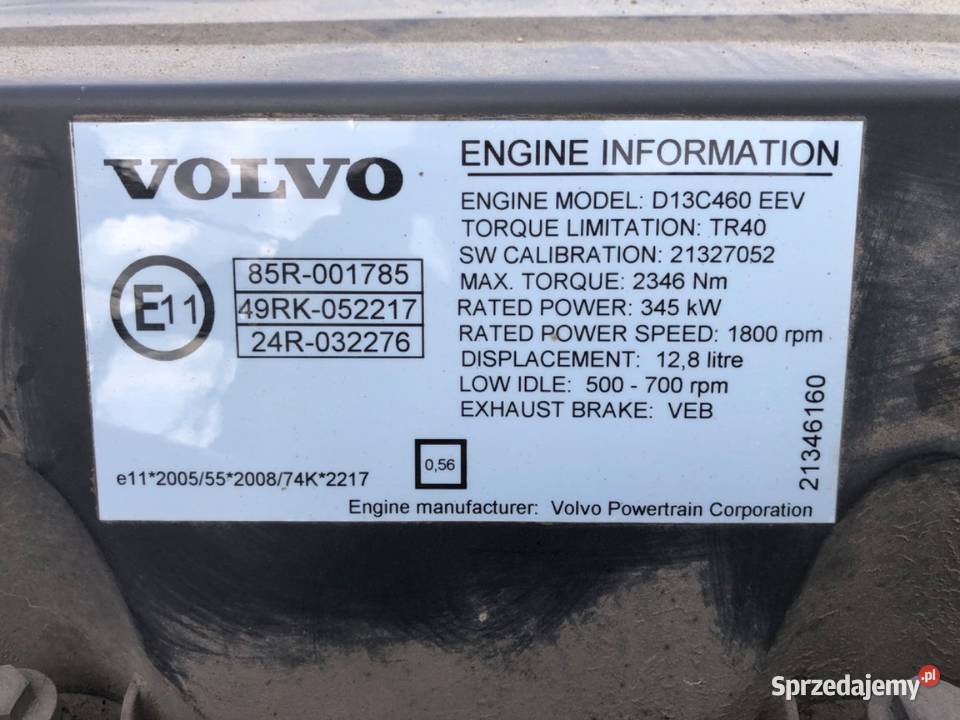 VOLVO
E11
85R-001785
49RK-052217
24R-032276
e11*2005/55*2008/74K*2217
0,56
ENGINE INFORMATION
ENGINE MODEL: D13C460 EEV
TORQUE LIMITATION: TR40
SW CALIBRATION: 21327052
MAX. TORQUE: 2346 Nm
RATED POWER: 345 kW
RATED POWER SPEED: 1800 rpm
DISPLACEMENT: 12,8 litre
LOW IDLE: 500 - 700 rpm
EXHAUST BRAKE: VEB
21346160
Engine manufacturer: Volvo Powertrain Corporation
Sprzedajemy.pl